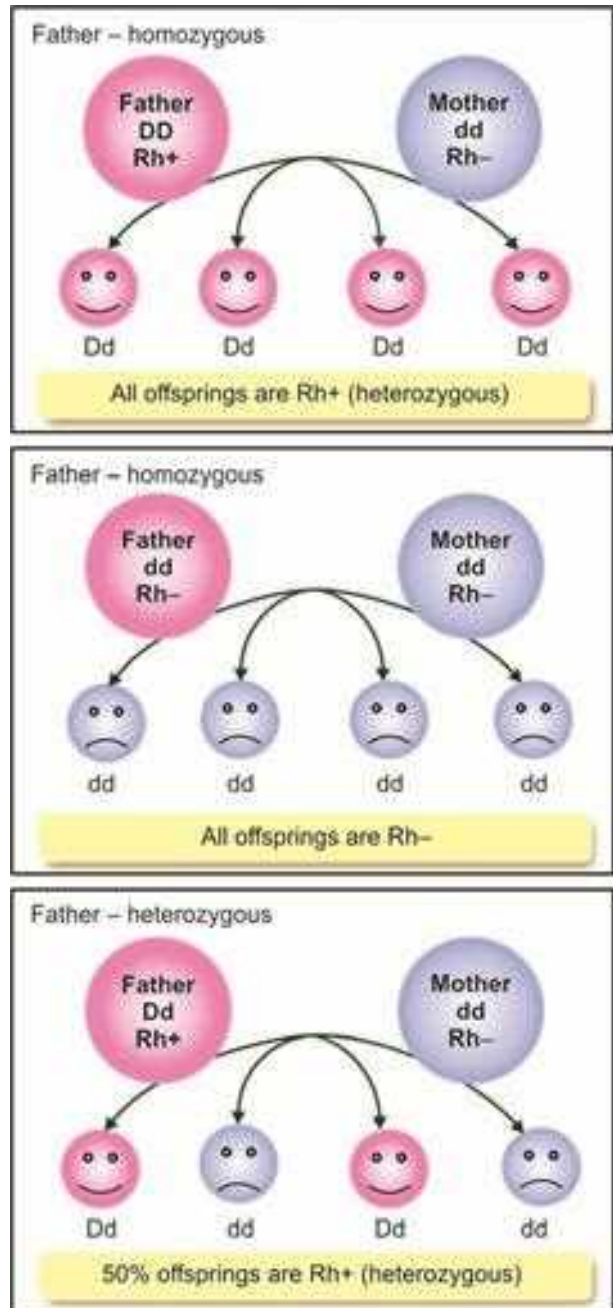 Father – homozygous
Father
DD
Rh+
Mother
dd
Rh–
Dd
Dd
Dd
Dd
All offsprings are Rh+ (heterozygous)
Father – homozygous
Father
dd
Rh–
Mother
dd
Rh–
dd
dd
dd
dd
All offsprings are Rh–
Father – heterozygous
Father
Dd
Rh+
Mother
dd
Rh–
Dd
dd
Dd
dd
50% offsprings are Rh+ (heterozygous)